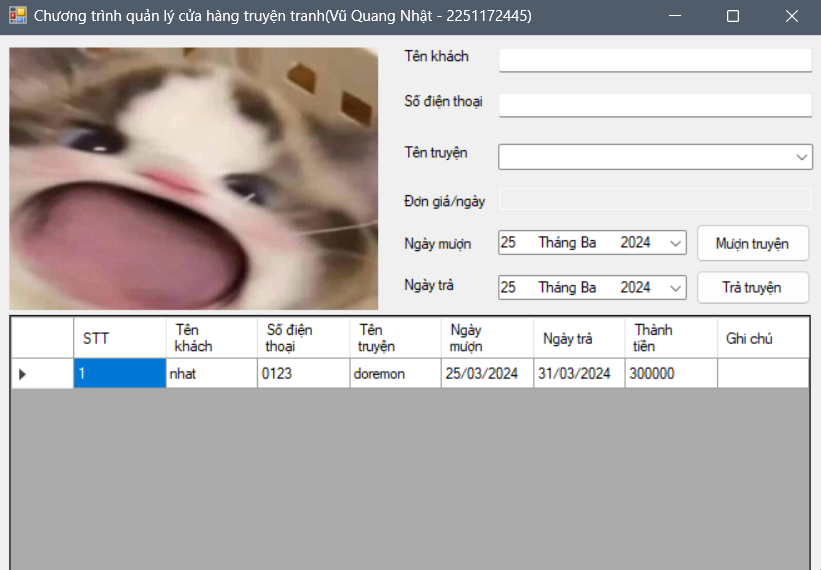 Chương trình quản lý cửa hàng truyện tranh(Vũ Quang Nhật - 2251172445)
Tên khách
Số điện thoại
Tên truyện
Đơn giá/ngày
Ngày mượn 25 Tháng Ba 2024 Mượn truyện
Ngày trả 25 Tháng Ba 2024 Trả truyện
STT Tên khách Số điện thoại Tên truyện Ngày mượn Ngày trả Thành tiền Ghi chú
1 nhat 0123 doremon 25/03/2024 31/03/2024 300000